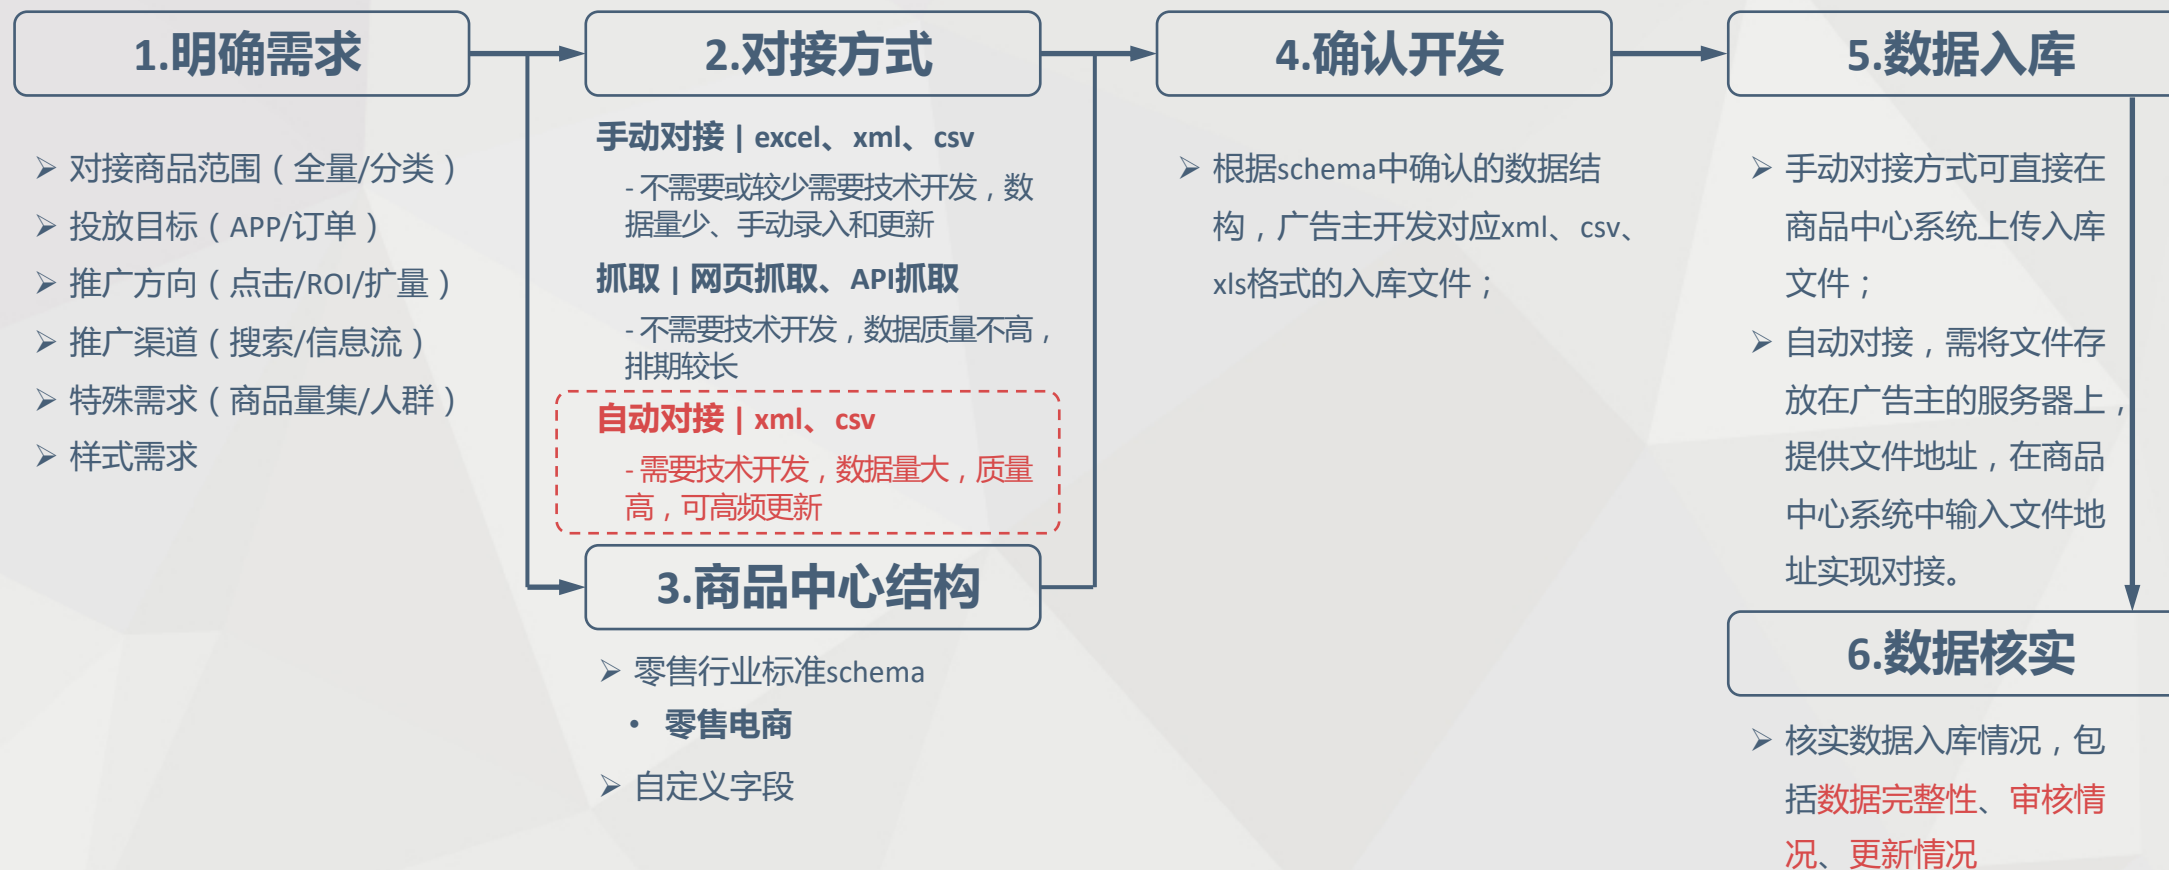 1.明确需求
对接商品范围（全量/分类）
投放目标（APP/订单）
推广方向（点击/ROI/扩量）
推广渠道（搜索/信息流）
特殊需求（商品量集/人群）
样式需求
2.对接方式
手动对接 | excel、xml、csv
- 不需要或较少需要技术开发，数
据量少、手动录入和更新
抓取 | 网页抓取、API抓取
- 不需要技术开发，数据质量不高，
排期较长
自动对接 | xml、csv
- 需要技术开发，数据量大，质量
高，可高频更新
3.商品中心结构
零售行业标准schema
• 零售电商
自定义字段
4.确认开发
根据schema中确认的数据结
构，广告主开发对应xml、csv、
xls格式的入库文件；
5.数据入库
手动对接方式可直接在
商品中心系统上传入库
文件；
自动对接，需将文件存
放在广告主的服务器上，
提供文件地址，在商品
中心系统中输入文件地
址实现对接。
6.数据核实
核实数据入库情况，包
括数据完整性、审核情
况、更新情况